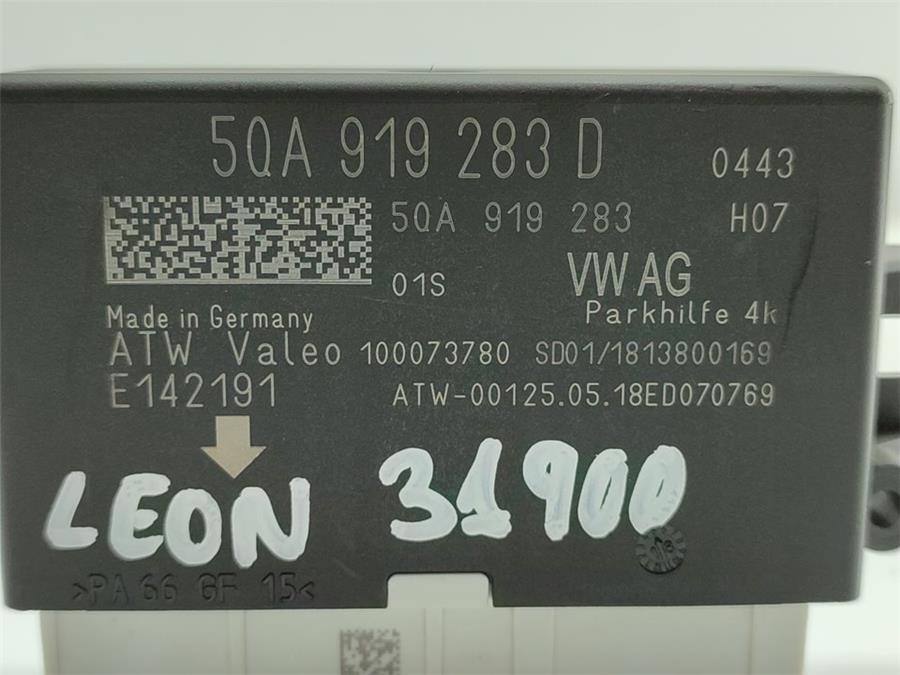 5QA 919 283 D 0443
5QA 919 283 H07
01S VW AG
Parkhilfe 4k
Made in Germany
ATW Valeo 100073780 SD01/1813800169
E142191 ATW-00125.05.18ED070769
LEON 31900
>PA 66 GF 15<